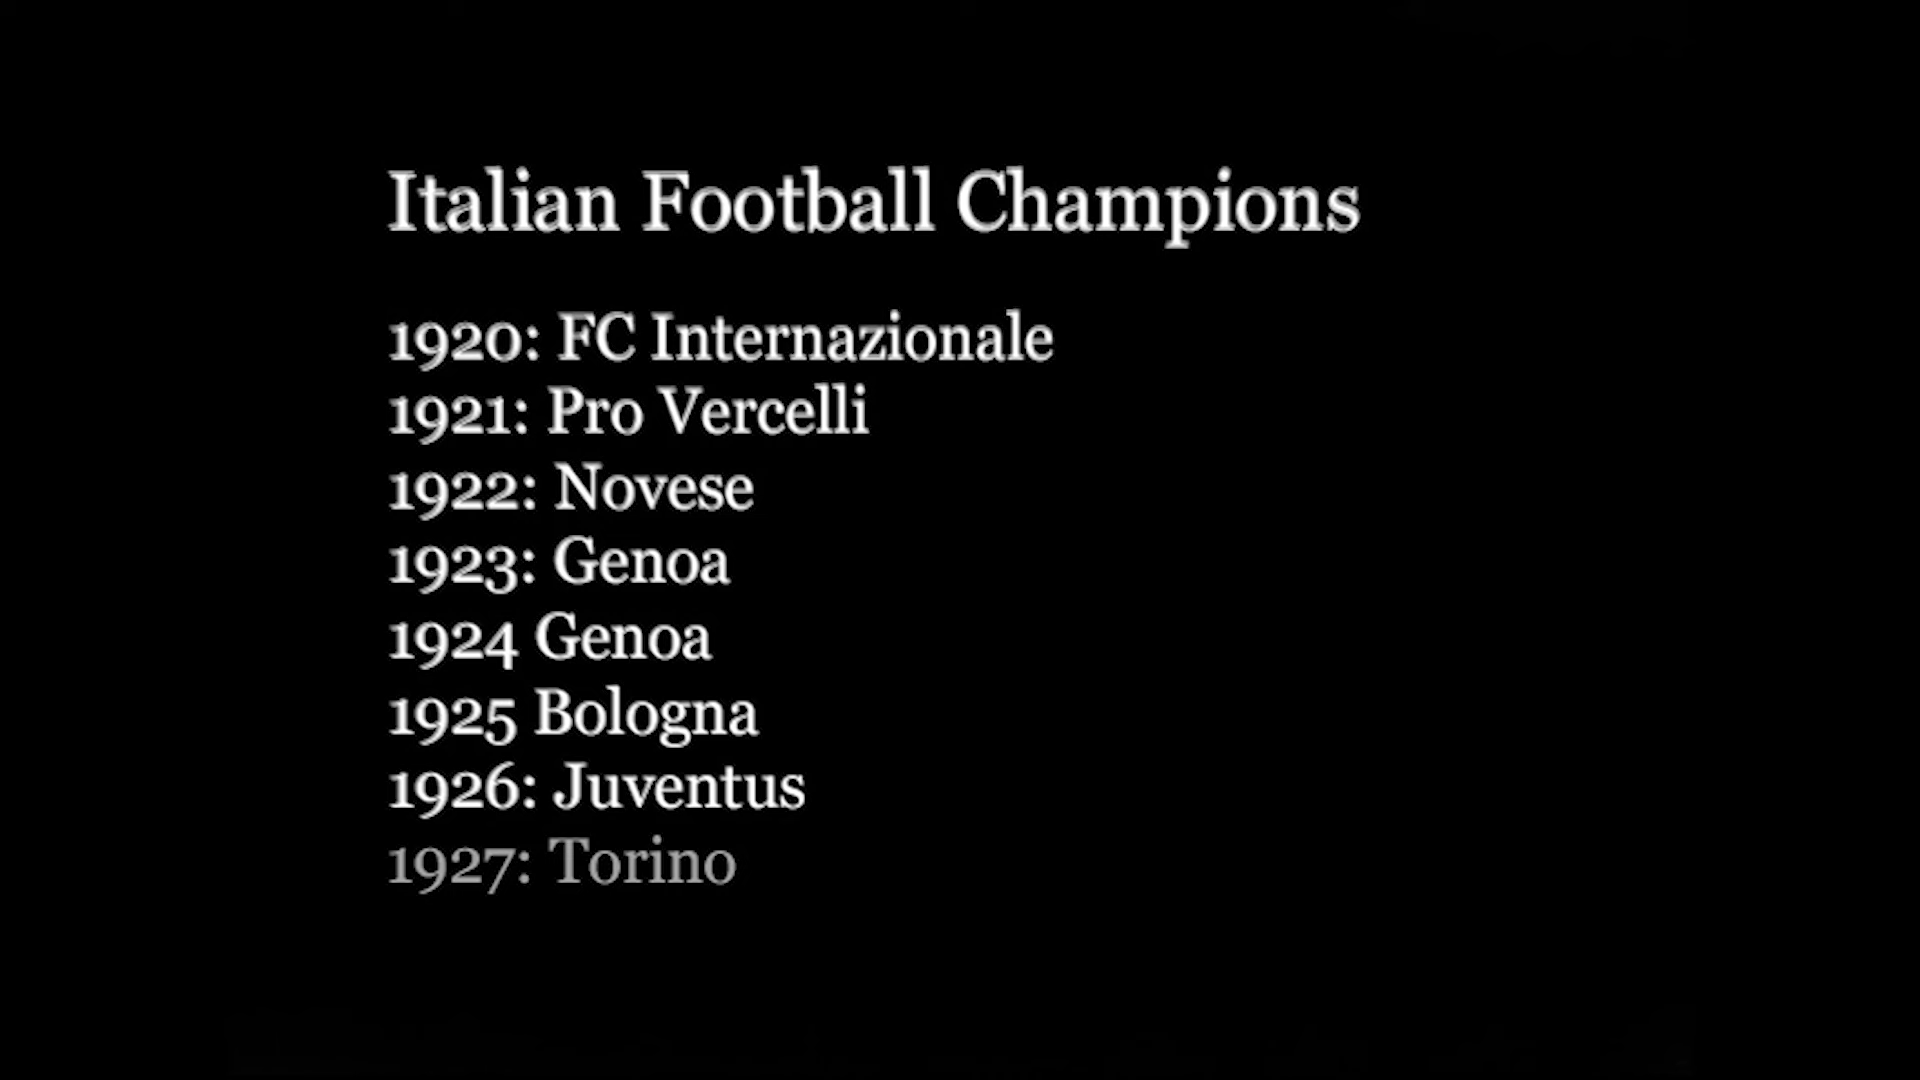 Italian Football Champions
1920: FC Internazionale
1921: Pro Vercelli
1922: Novese
1923: Genoa
1924 Genoa
1925 Bologna
1926: Juventus
1927: Torino